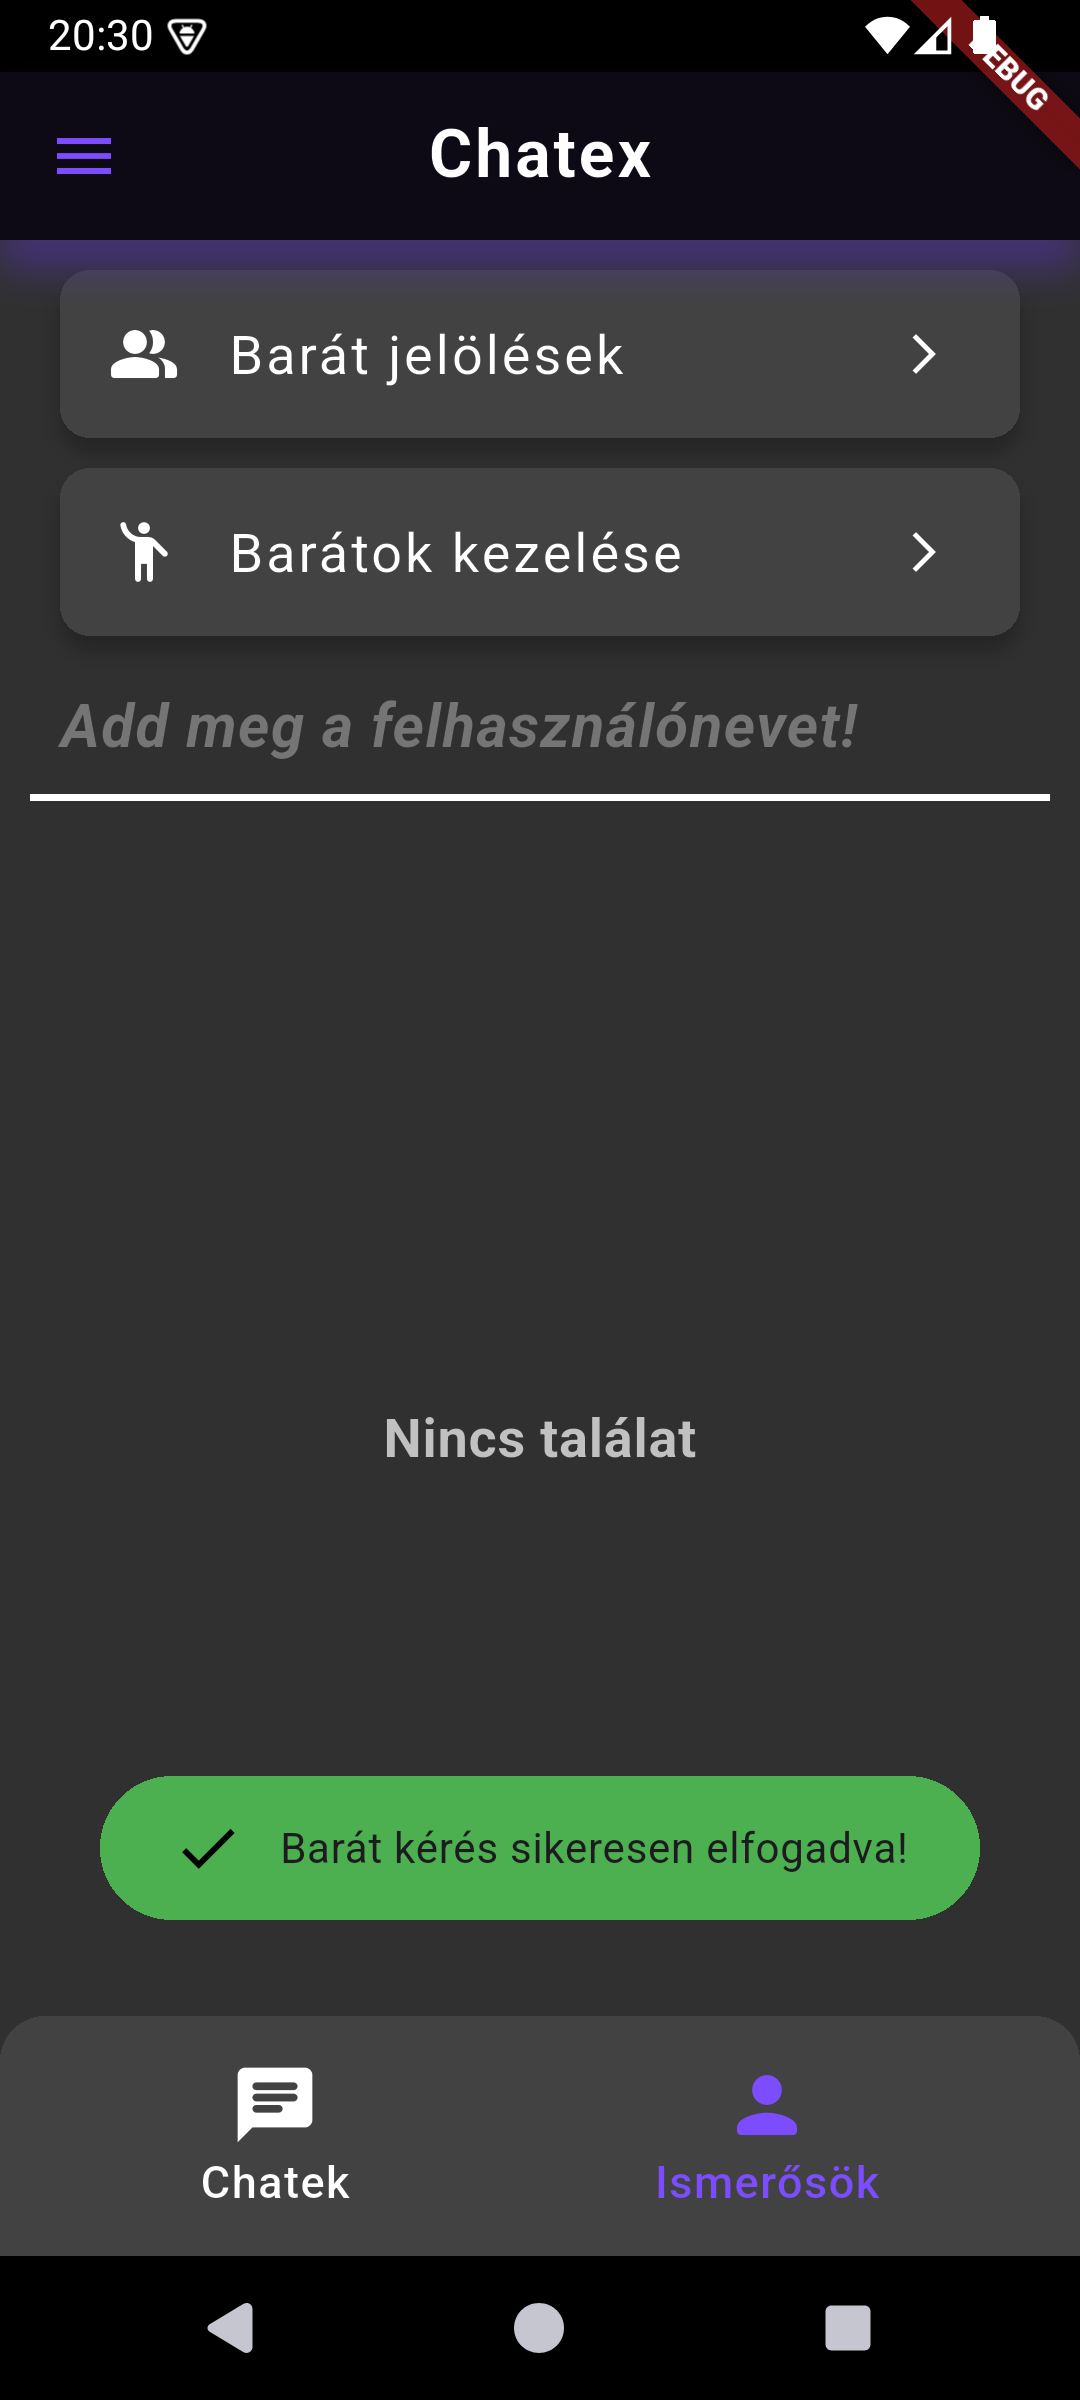 20:30
EBUG
Chatex
Barát jelölések
Barátok kezelése
Add meg a felhasználónevet!
Nincs találat
Barát kérés sikeresen elfogadva!
Chatek
Ismerősök